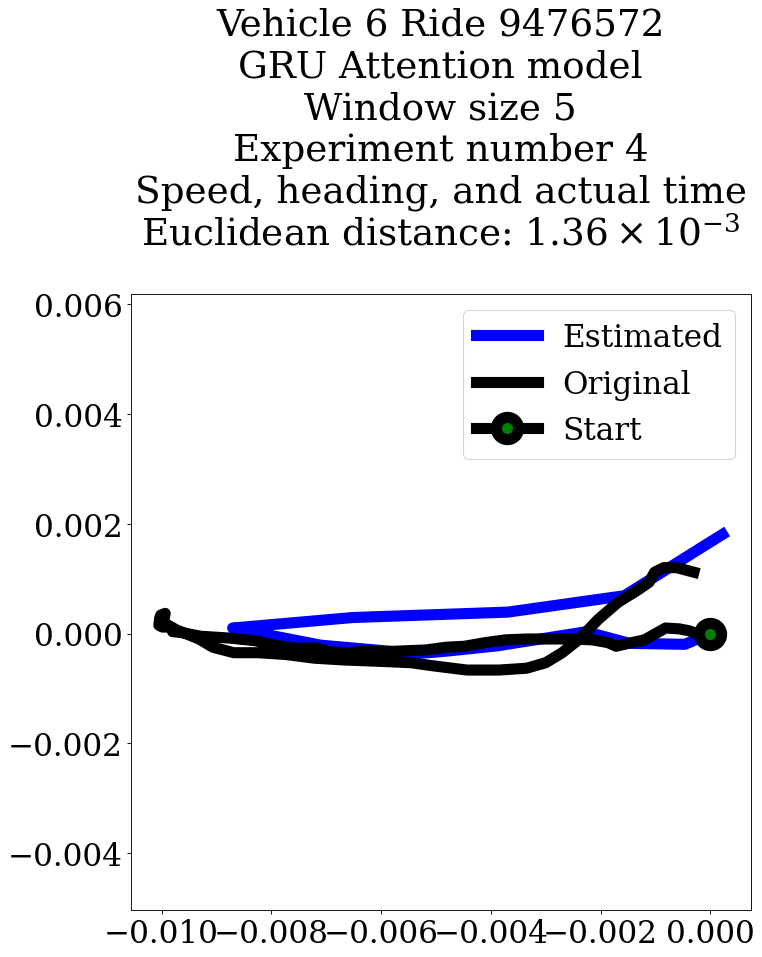 Vehicle 6 Ride 9476572
GRU Attention model
Window size 5
Experiment number 4
Speed, heading, and actual time
Euclidean distance: 1.36 × 10⁻³
0.006
Estimated
Original
Start
0.004
0.002
0.000
−0.002
−0.004
−0.010 −0.008 −0.006 −0.004 −0.002 0.000